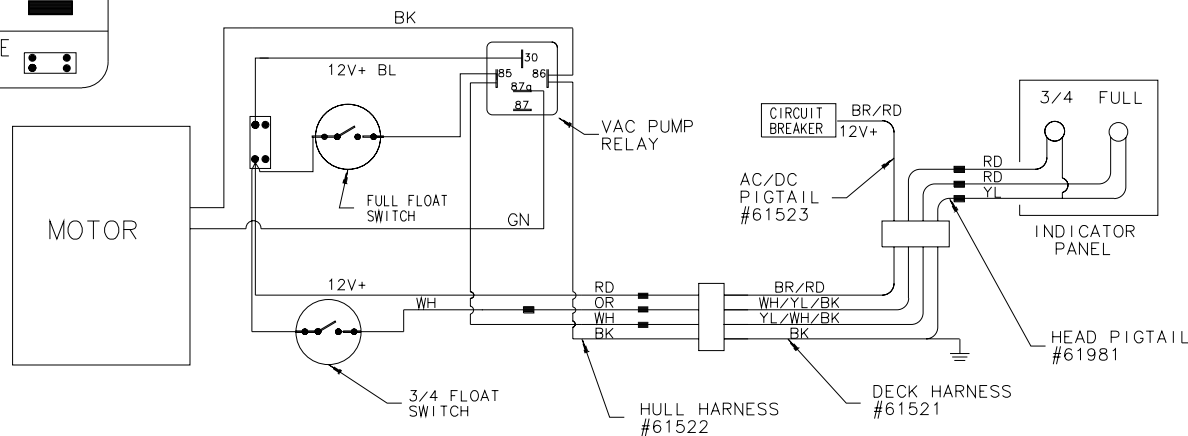 BK
E
12V+ BL
30
85
86
87a
87
VAC PUMP
RELAY
CIRCUIT
BREAKER
BR/RD
12V+
3/4 FULL
RD
RD
YL
AC/DC
PIGTAIL
#61523
FULL FLOAT
SWITCH
GN
MOTOR
INDICATOR
PANEL
12V+
WH
RD
OR
WH
BK
BR/RD
WH/YL/BK
YL/WH/BK
BK
HEAD PIGTAIL
#61981
3/4 FLOAT
SWITCH
HULL HARNESS
#61522
DECK HARNESS
#61521